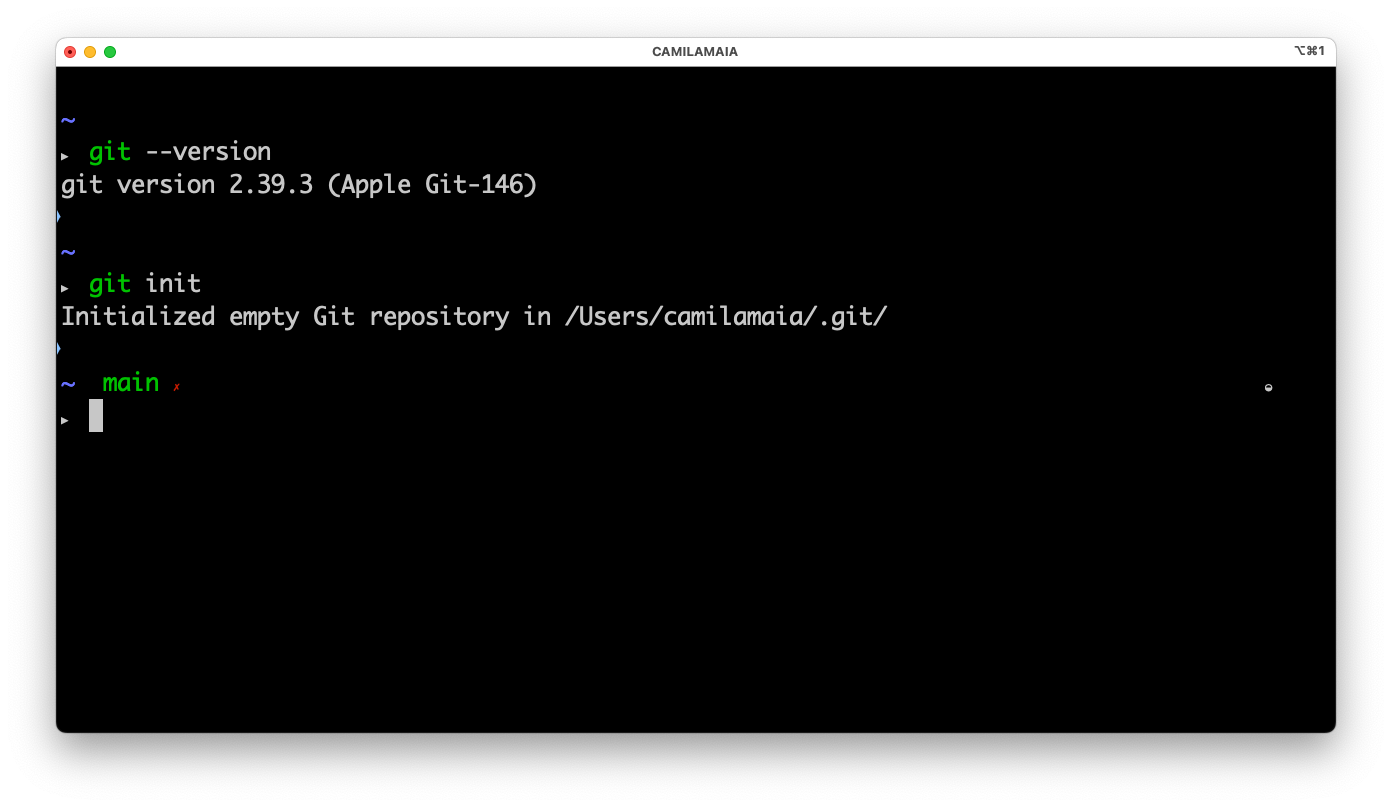 CAMILAMAIA
⌥⌘1
~
▸ git --version
git version 2.39.3 (Apple Git-146)
~
▸ git init
Initialized empty Git repository in /Users/camilamaia/.git/
~ main ✗
▸